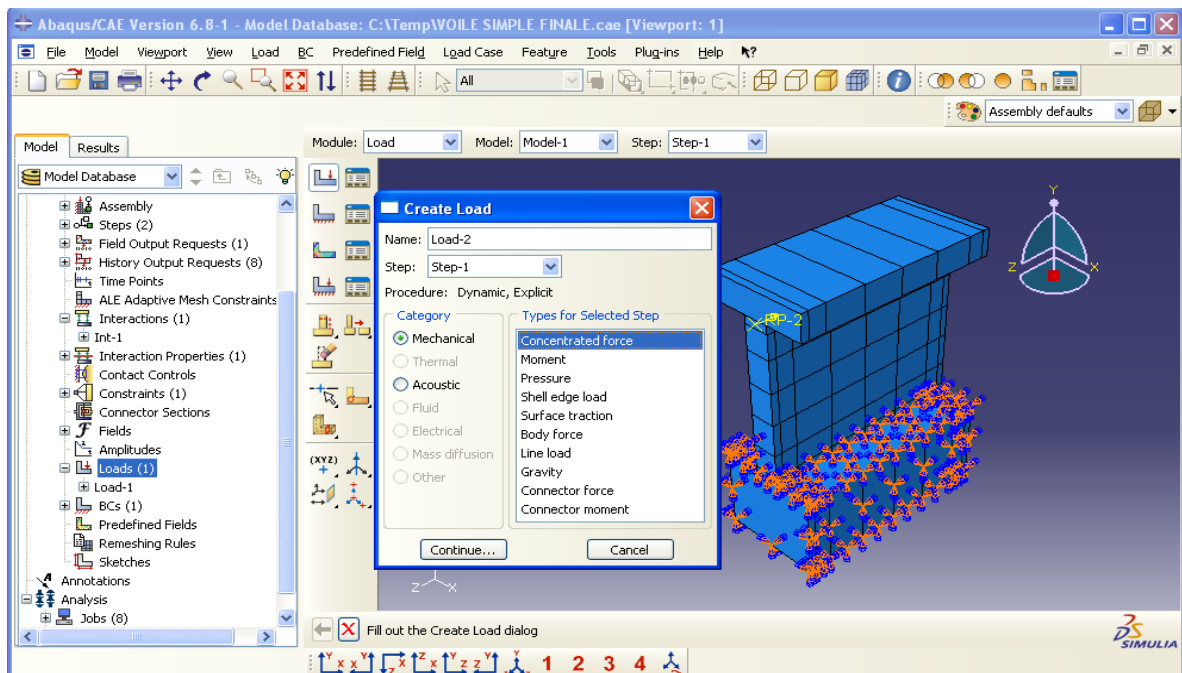 Abaqus/CAE Version 6.8-1 - Model Database: C:\Temp\VOILE SIMPLE FINALE.cae [Viewport: 1]
File Model Viewport View Load BC Predefined Field Load Case Feature Tools Plug-ins Help ?
All
Assembly defaults
Model Results
Module: Load Model: Model-1 Step: Step-1
Model Database
Assembly
Steps (2)
Field Output Requests (1)
History Output Requests (8)
Time Points
ALE Adaptive Mesh Constraints
Interactions (1)
Int-1
Interaction Properties (1)
Contact Controls
Constraints (1)
Connector Sections
Fields
Amplitudes
Loads (1)
Load-1
BCs (1)
Predefined Fields
Remeshing Rules
Sketches
Annotations
Analysis
Jobs (8)
(XYZ)
Create Load
Name: Load-2
Step: Step-1
Procedure: Dynamic, Explicit
Category
Mechanical
Thermal
Acoustic
Fluid
Electrical
Mass diffusion
Other
Types for Selected Step
Concentrated force
Moment
Pressure
Shell edge load
Surface traction
Body force
Line load
Gravity
Connector force
Connector moment
Continue... Cancel
RP-2
Y
Z X
Z X
Fill out the Create Load dialog
SIMULIA
1 2 3 4